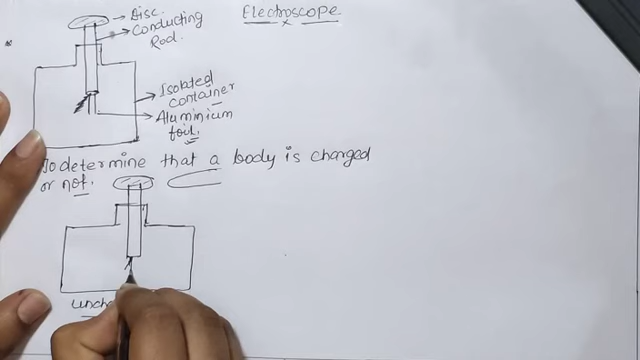 Electroscope
Disc.
Conducting
Rod.
Isolated
container
Aluminium
foil.
To determine that a body is charged
or not.